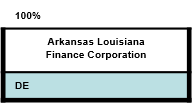 100%
Arkansas Louisiana
Finance Corporation
DE